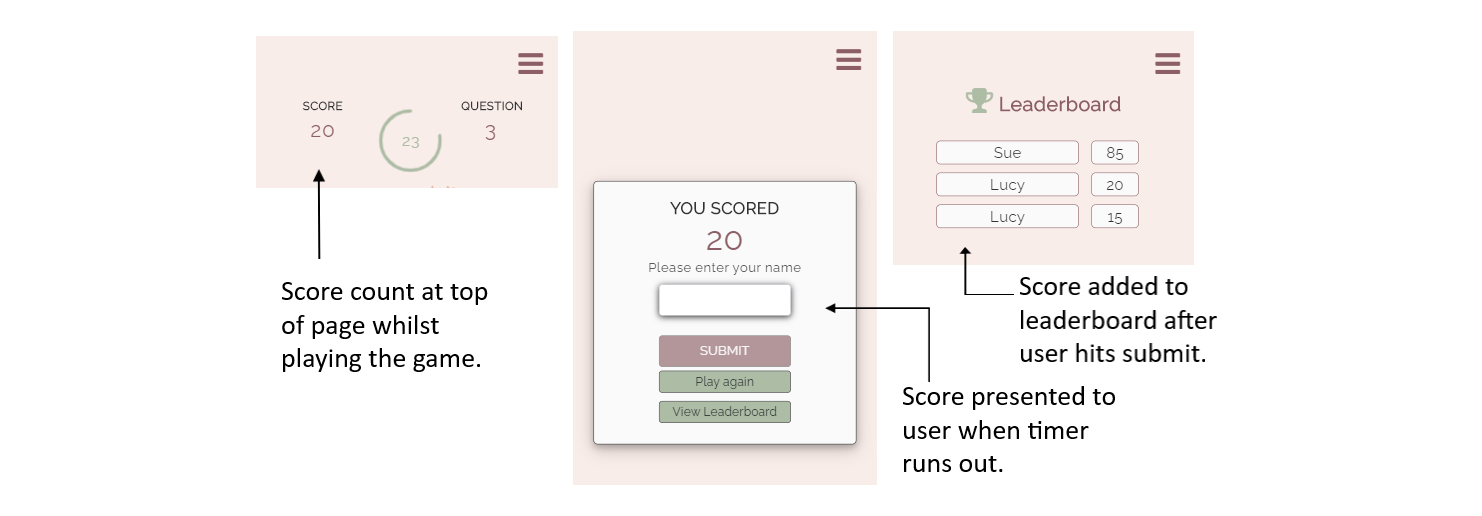 SCORE
20
23
QUESTION
3
Score count at top
of page whilst
playing the game.
YOU SCORED
20
Please enter your name
SUBMIT
Play again
View Leaderboard
Score presented to
user when timer
runs out.
Leaderboard
Sue 85
Lucy 20
Lucy 15
Score added to
leaderboard after
user hits submit.